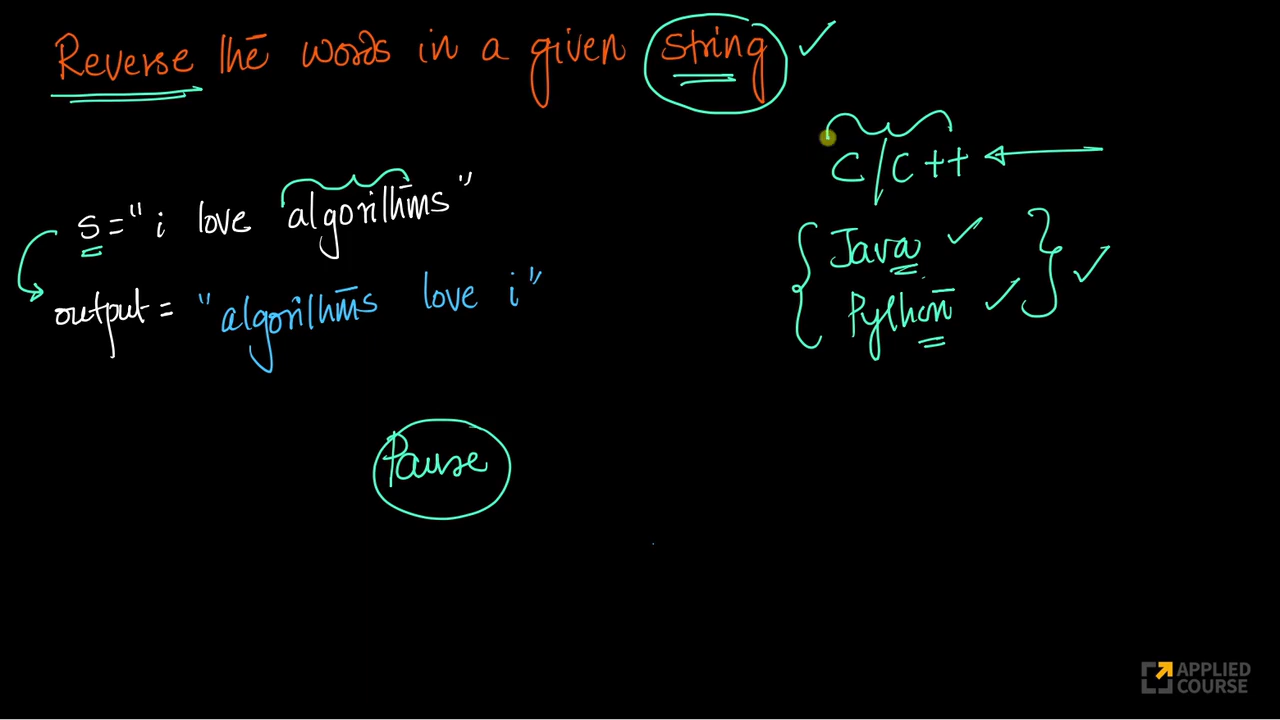 Reverse the words in a given string
C/C++
S = "i love algorithms"
Java
output = "algorithms love i"
Python
Pause
APPLIED
COURSE